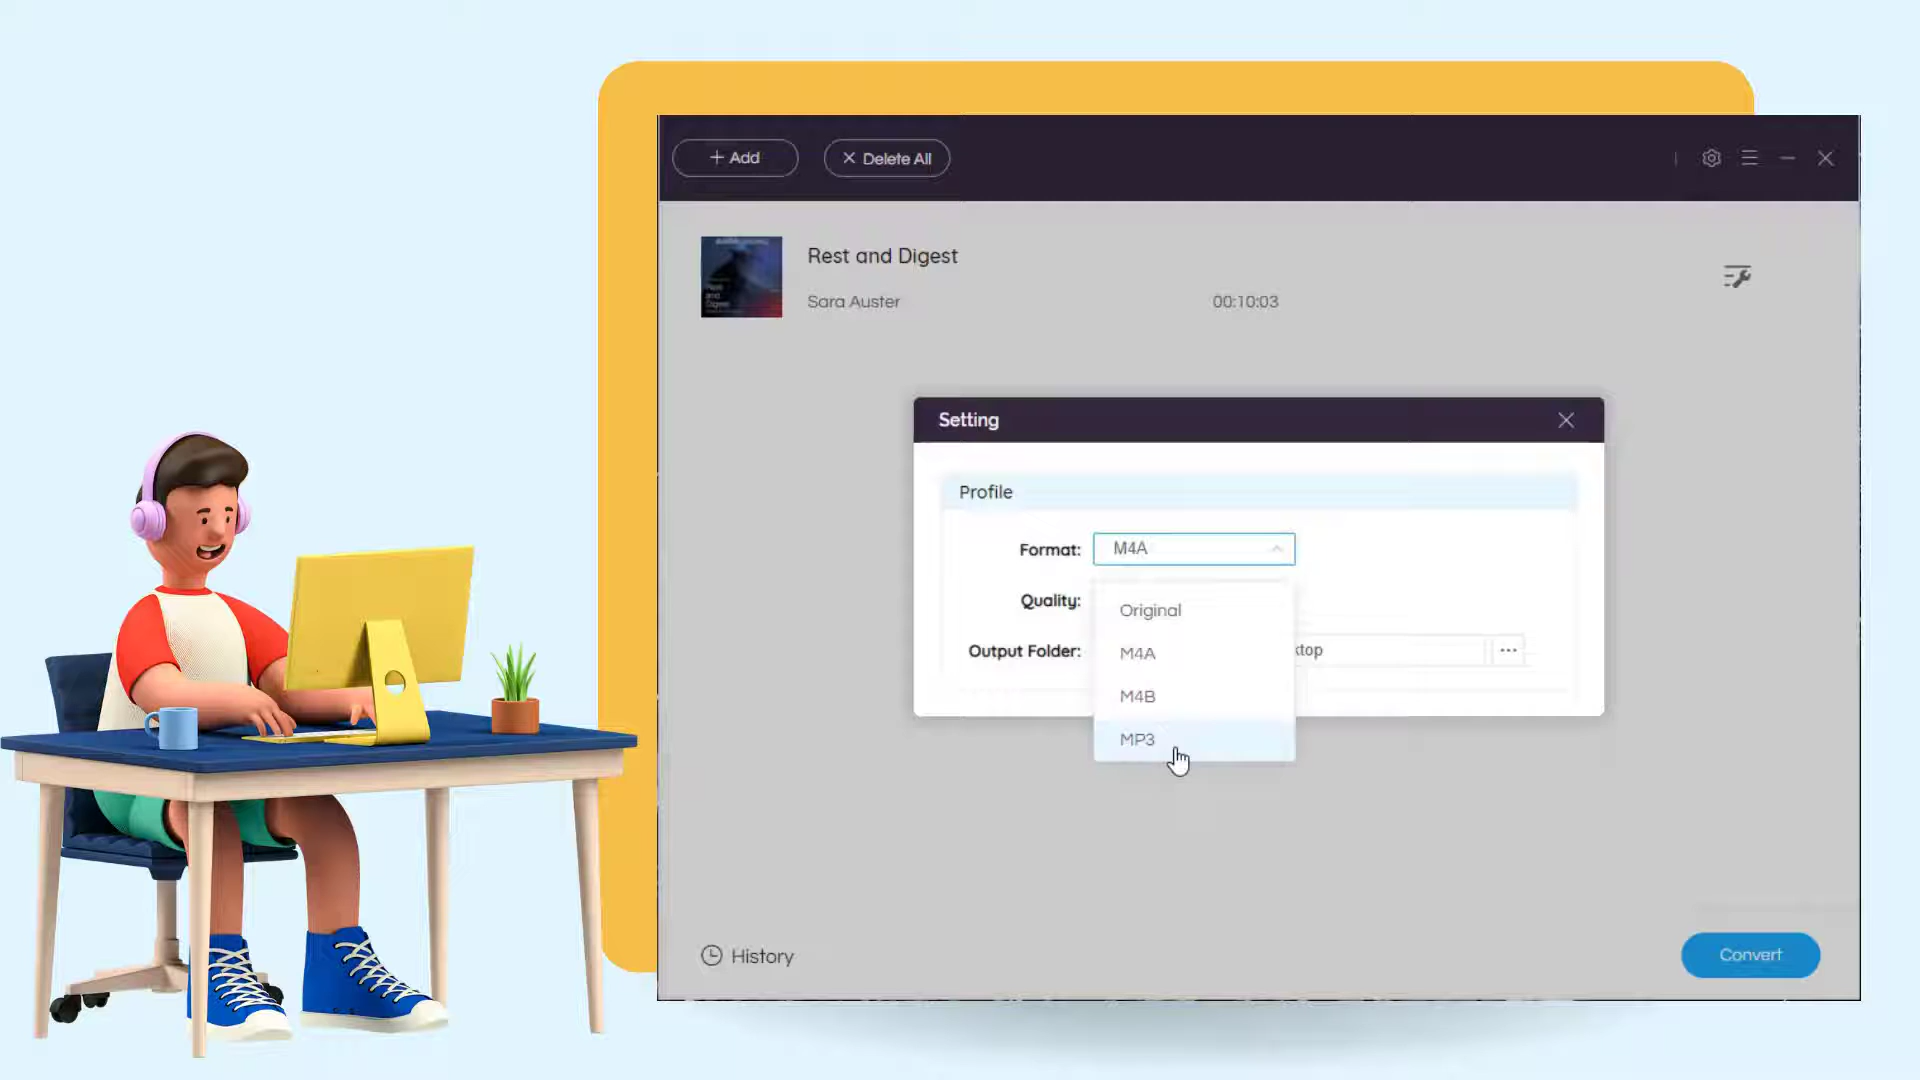 + Add
× Delete All
Rest and Digest
Sara Auster
00:10:03
Setting
Profile
Format: M4A
Quality:
Original
M4A
Output Folder:
ktop
...
M4B
MP3
History
Convert